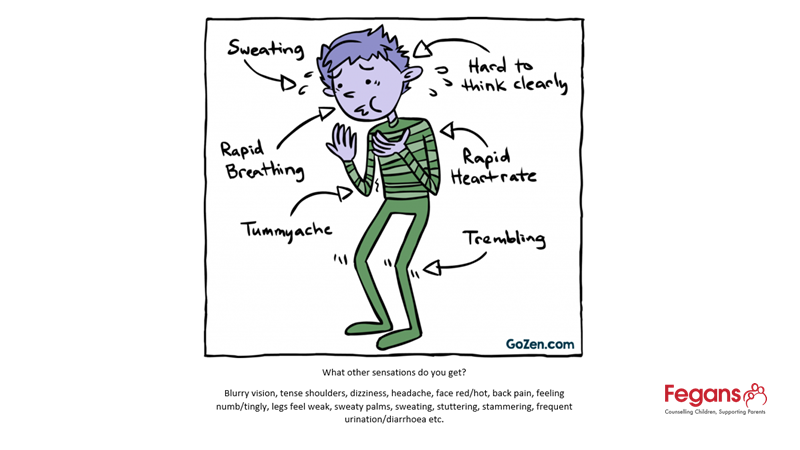 Sweating
Hard to
think clearly
Rapid
Breathing
Rapid
Heartrate
Tummyache
Trembling
GoZen.com
What other sensations do you get?
Blurry vision, tense shoulders, dizziness, headache, face red/hot, back pain, feeling
numb/tingly, legs feel weak, sweaty palms, sweating, stuttering, stammering, frequent
urination/diarrhoea etc.
Fegans
Counselling Children, Supporting Parents